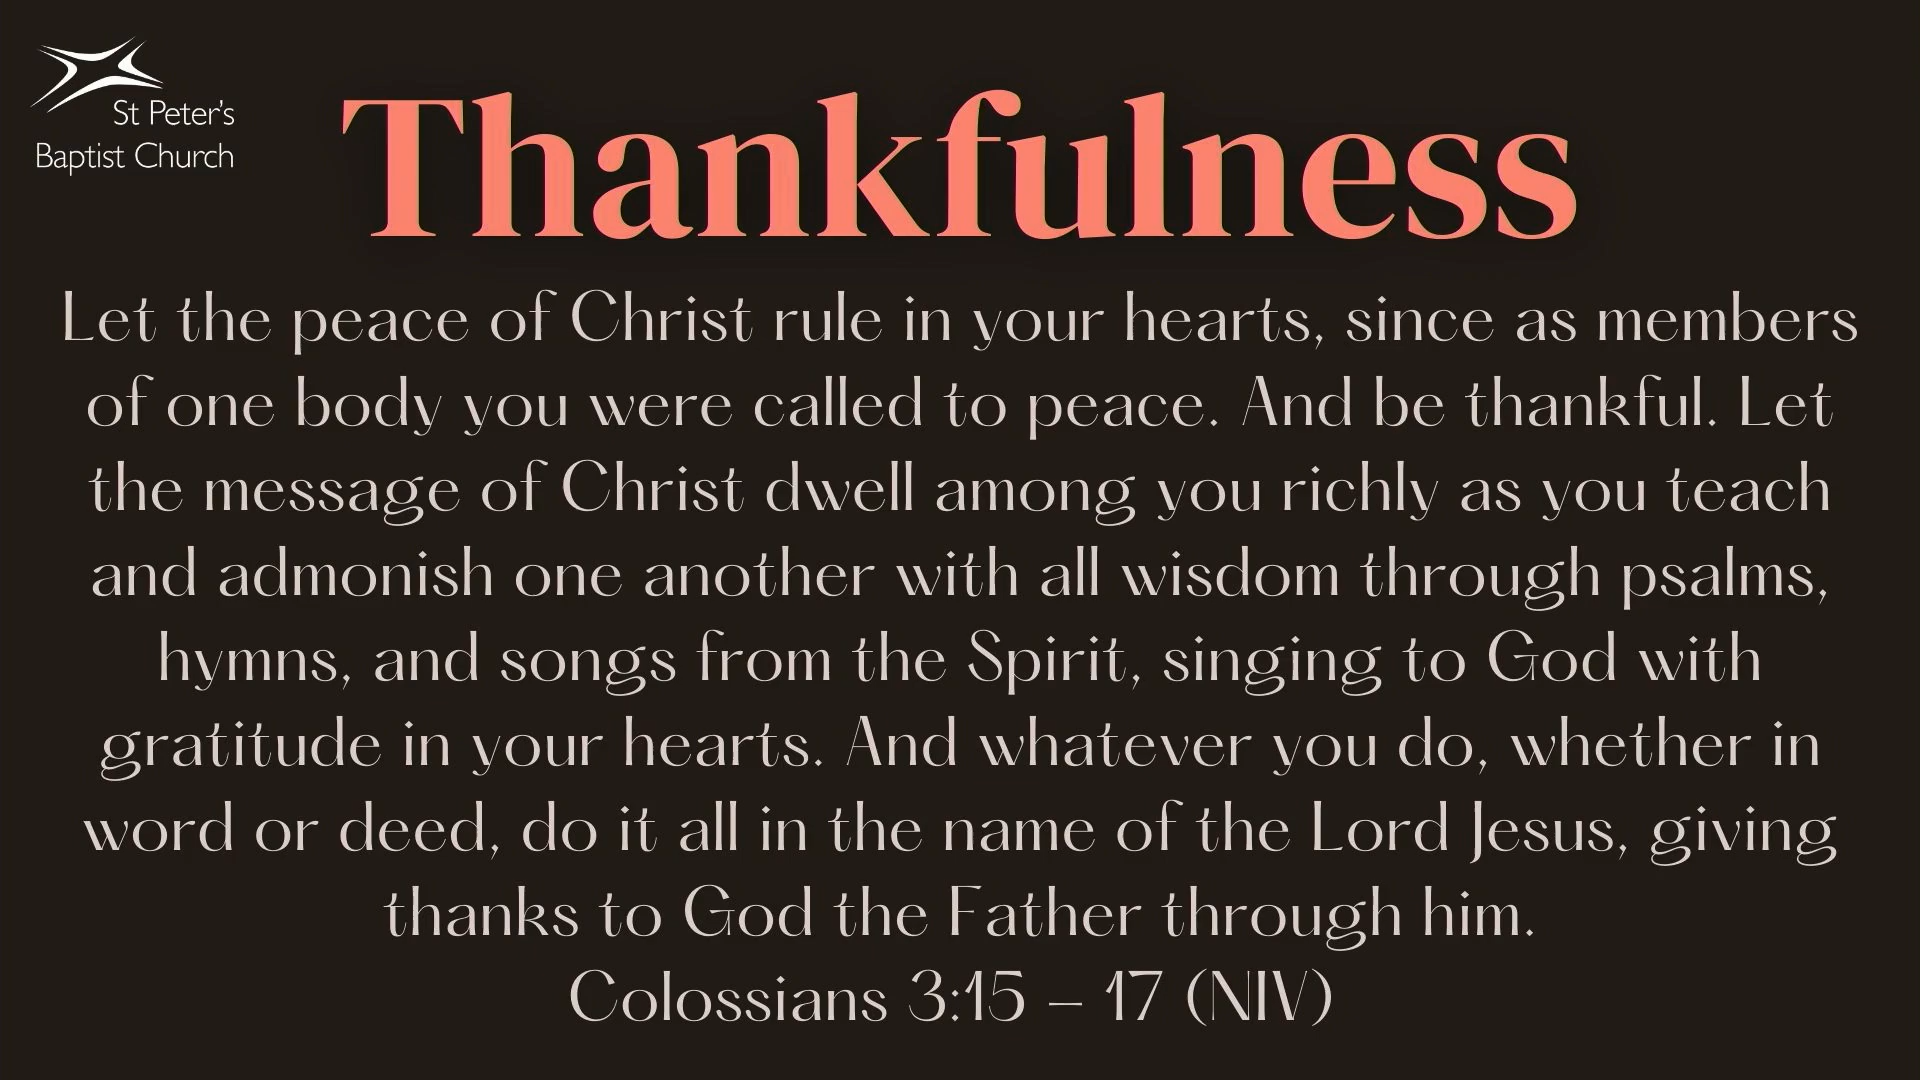 St Peter's
Baptist Church
Thankfulness
Let the peace of Christ rule in your hearts, since as members
of one body you were called to peace. And be thankful. Let
the message of Christ dwell among you richly as you teach
and admonish one another with all wisdom through psalms,
hymns, and songs from the Spirit, singing to God with
gratitude in your hearts. And whatever you do, whether in
word or deed, do it all in the name of the Lord Jesus, giving
thanks to God the Father through him.
Colossians 3:15 – 17 (NIV)